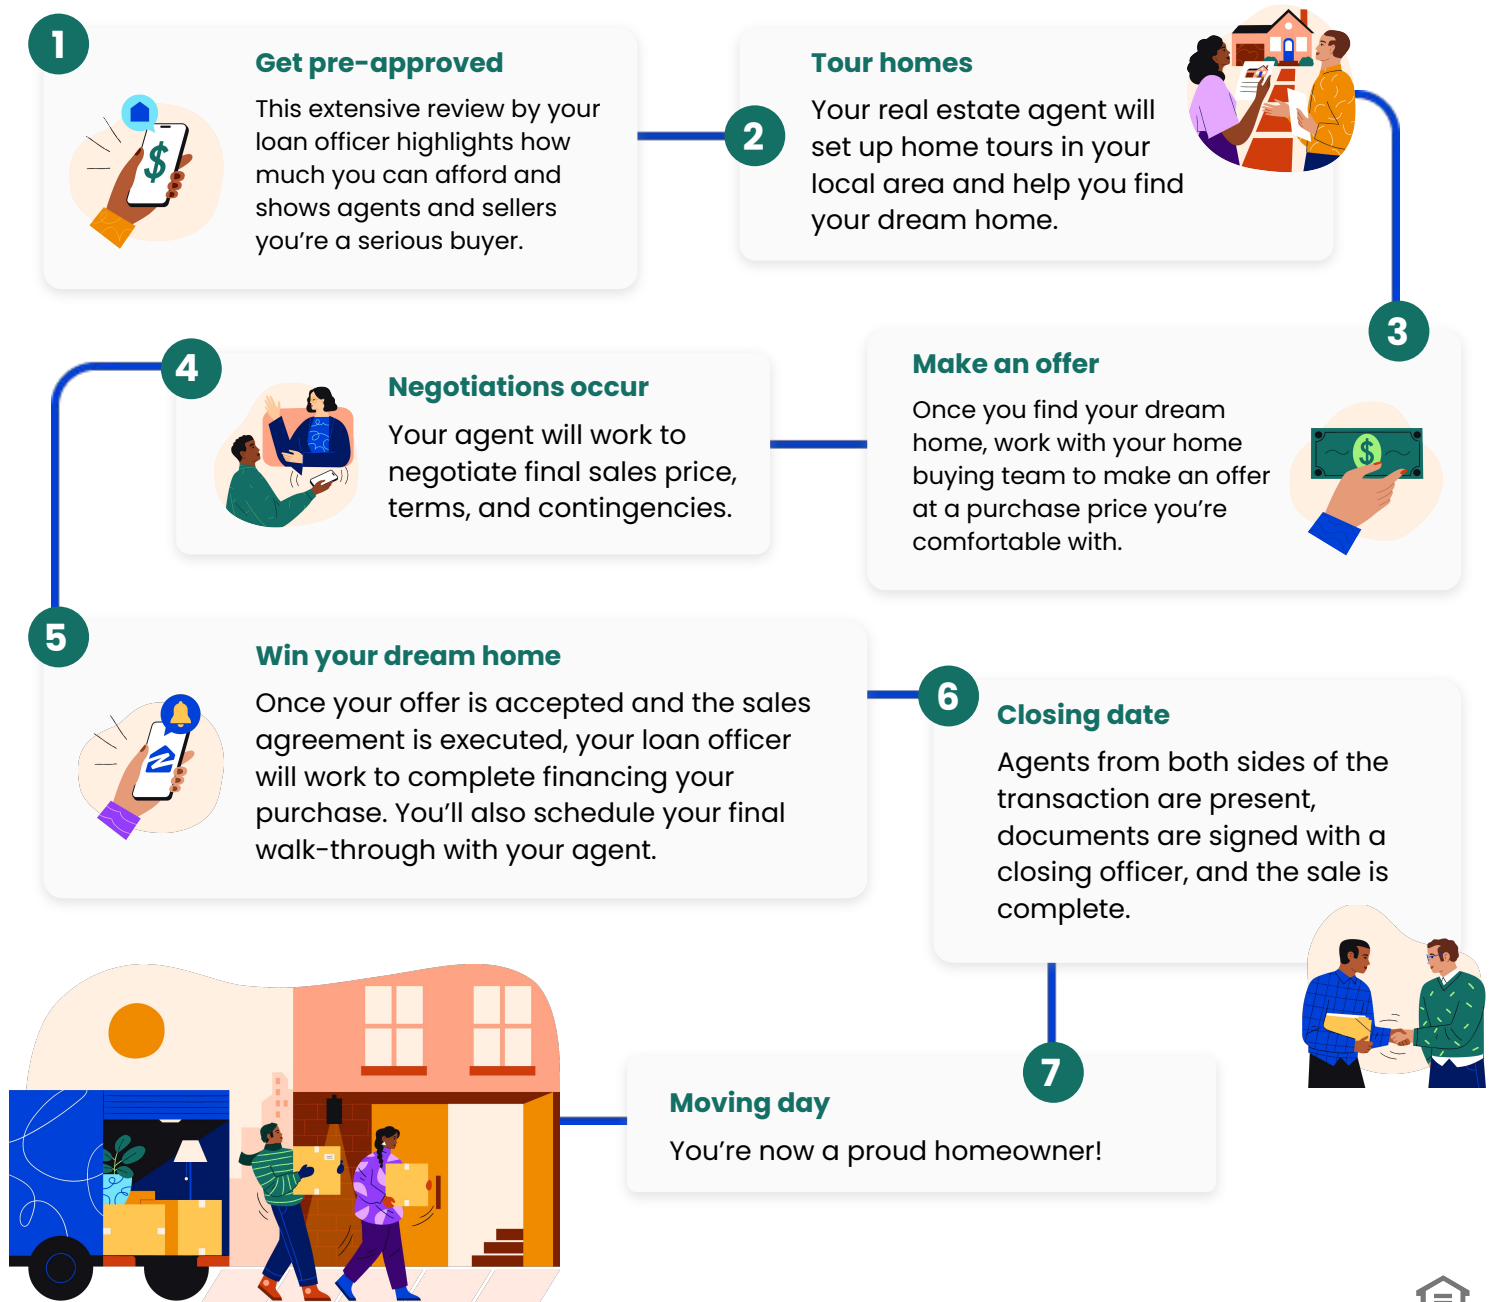 1
Get pre-approved
This extensive review by your
loan officer highlights how
much you can afford and
shows agents and sellers
you're a serious buyer.
$
2
Tour homes
Your real estate agent will
set up home tours in your
local area and help you find
your dream home.
3
Make an offer
Once you find your dream
home, work with your home
buying team to make an offer
at a purchase price you're
comfortable with.
$
4
Negotiations occur
Your agent will work to
negotiate final sales price,
terms, and contingencies.
5
Win your dream home
Once your offer is accepted and the sales
agreement is executed, your loan officer
will work to complete financing your
purchase. You'll also schedule your final
walk-through with your agent.
6
Closing date
Agents from both sides of the
transaction are present,
documents are signed with a
closing officer, and the sale is
complete.
7
Moving day
You're now a proud homeowner!